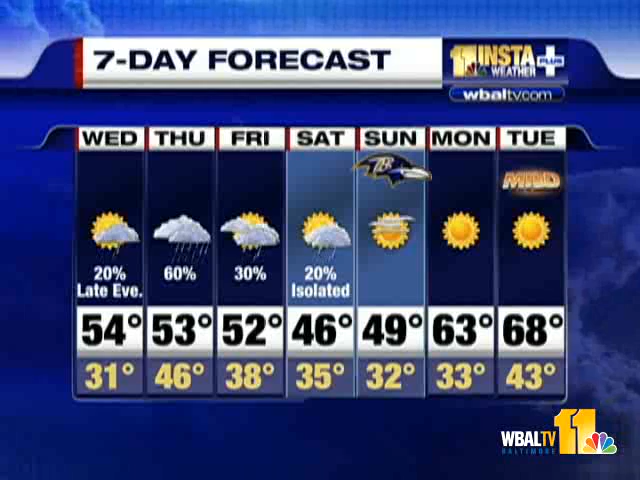 7-DAY FORECAST
11 INSTA
WEATHER PLUS
wbaltv.com
WED THU FRI SAT SUN MON TUE
B
MILD
20% 60% 30% 20%
Late Eve. Isolated
54° 53° 52° 46° 49° 63° 68°
31° 46° 38° 35° 32° 33° 43°
WBALTV 11
BALTIMORE